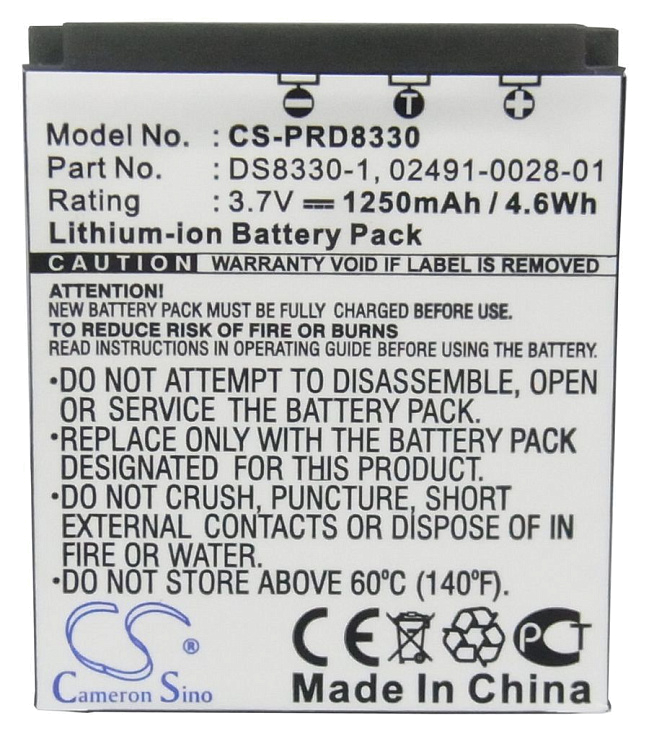 T
Model No. : CS-PRD8330
Part No. : DS8330-1, 02491-0028-01
Rating : 3.7V 1250mAh / 4.6Wh
Lithium-ion Battery Pack
CAUTION WARRANTY VOID IF LABEL IS REMOVED
ATTENTION!
NEW BATTERY PACK MUST BE FULLY CHARGED BEFORE USE.
TO REDUCE RISK OF FIRE OR BURNS
READ INSTRUCTIONS IN OPERATING GUIDE BEFORE USING THE BATTERY.
•DO NOT ATTEMPT TO DISASSEMBLE, OPEN
OR SERVICE THE BATTERY PACK.
•REPLACE ONLY WITH THE BATTERY PACK
DESIGNATED FOR THIS PRODUCT.
•DO NOT CRUSH, PUNCTURE, SHORT
EXTERNAL CONTACTS OR DISPOSE OF IN
FIRE OR WATER.
•DO NOT STORE ABOVE 60ºC (140ºF).
CS ®
Cameron Sino
CE PCT
Made In China